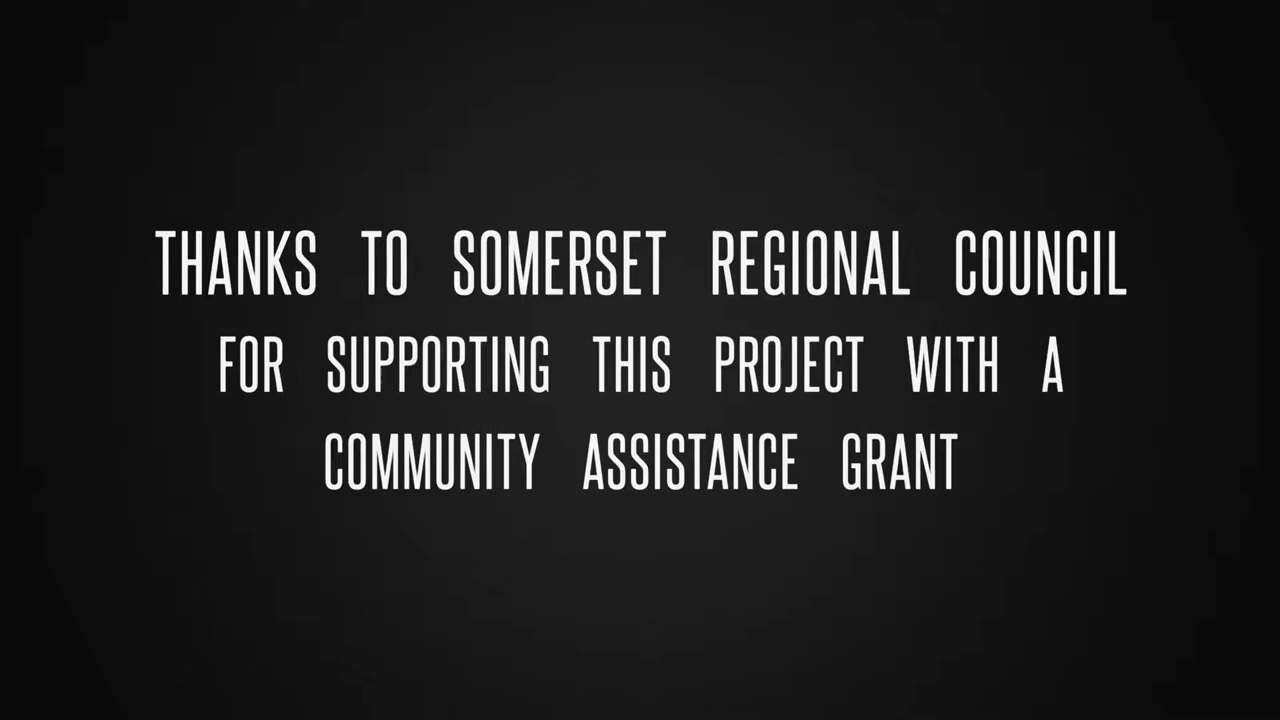 THANKS TO SOMERSET REGIONAL COUNCIL
FOR SUPPORTING THIS PROJECT WITH A
COMMUNITY ASSISTANCE GRANT